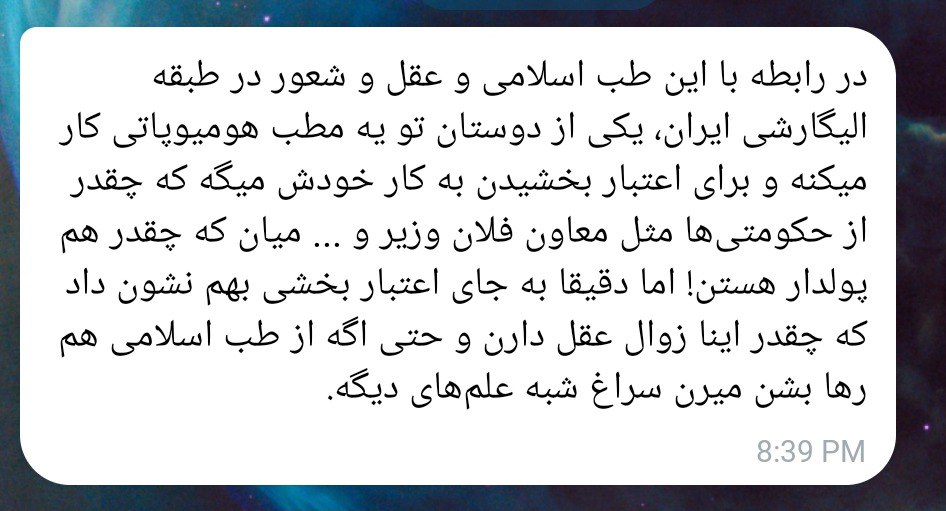 در رابطه با این طب اسلامی و عقل و شعور در طبقه
الیگارشی ایران، یکی از دوستان تو یه مطب هومیوپاتی کار
میکنه و برای اعتبار بخشیدن به کار خودش میگه که چقدر
از حکومتی‌ها مثل معاون فلان وزیر و ... میان که چقدر هم
پولدار هستن! اما دقیقا به جای اعتبار بخشی بهم نشون داد
که چقدر اینا زوال عقل دارن و حتی اگه از طب اسلامی هم
رها بشن میرن سراغ شبه علم‌های دیگه.
8:39 PM